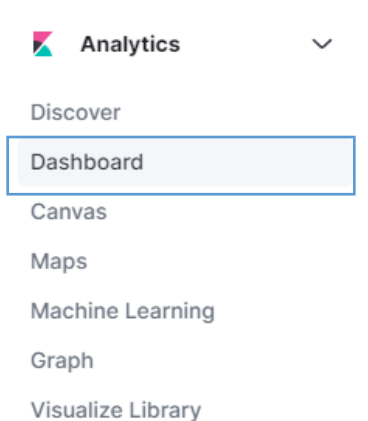 Analytics
Discover
Dashboard
Canvas
Maps
Machine Learning
Graph
Visualize Library